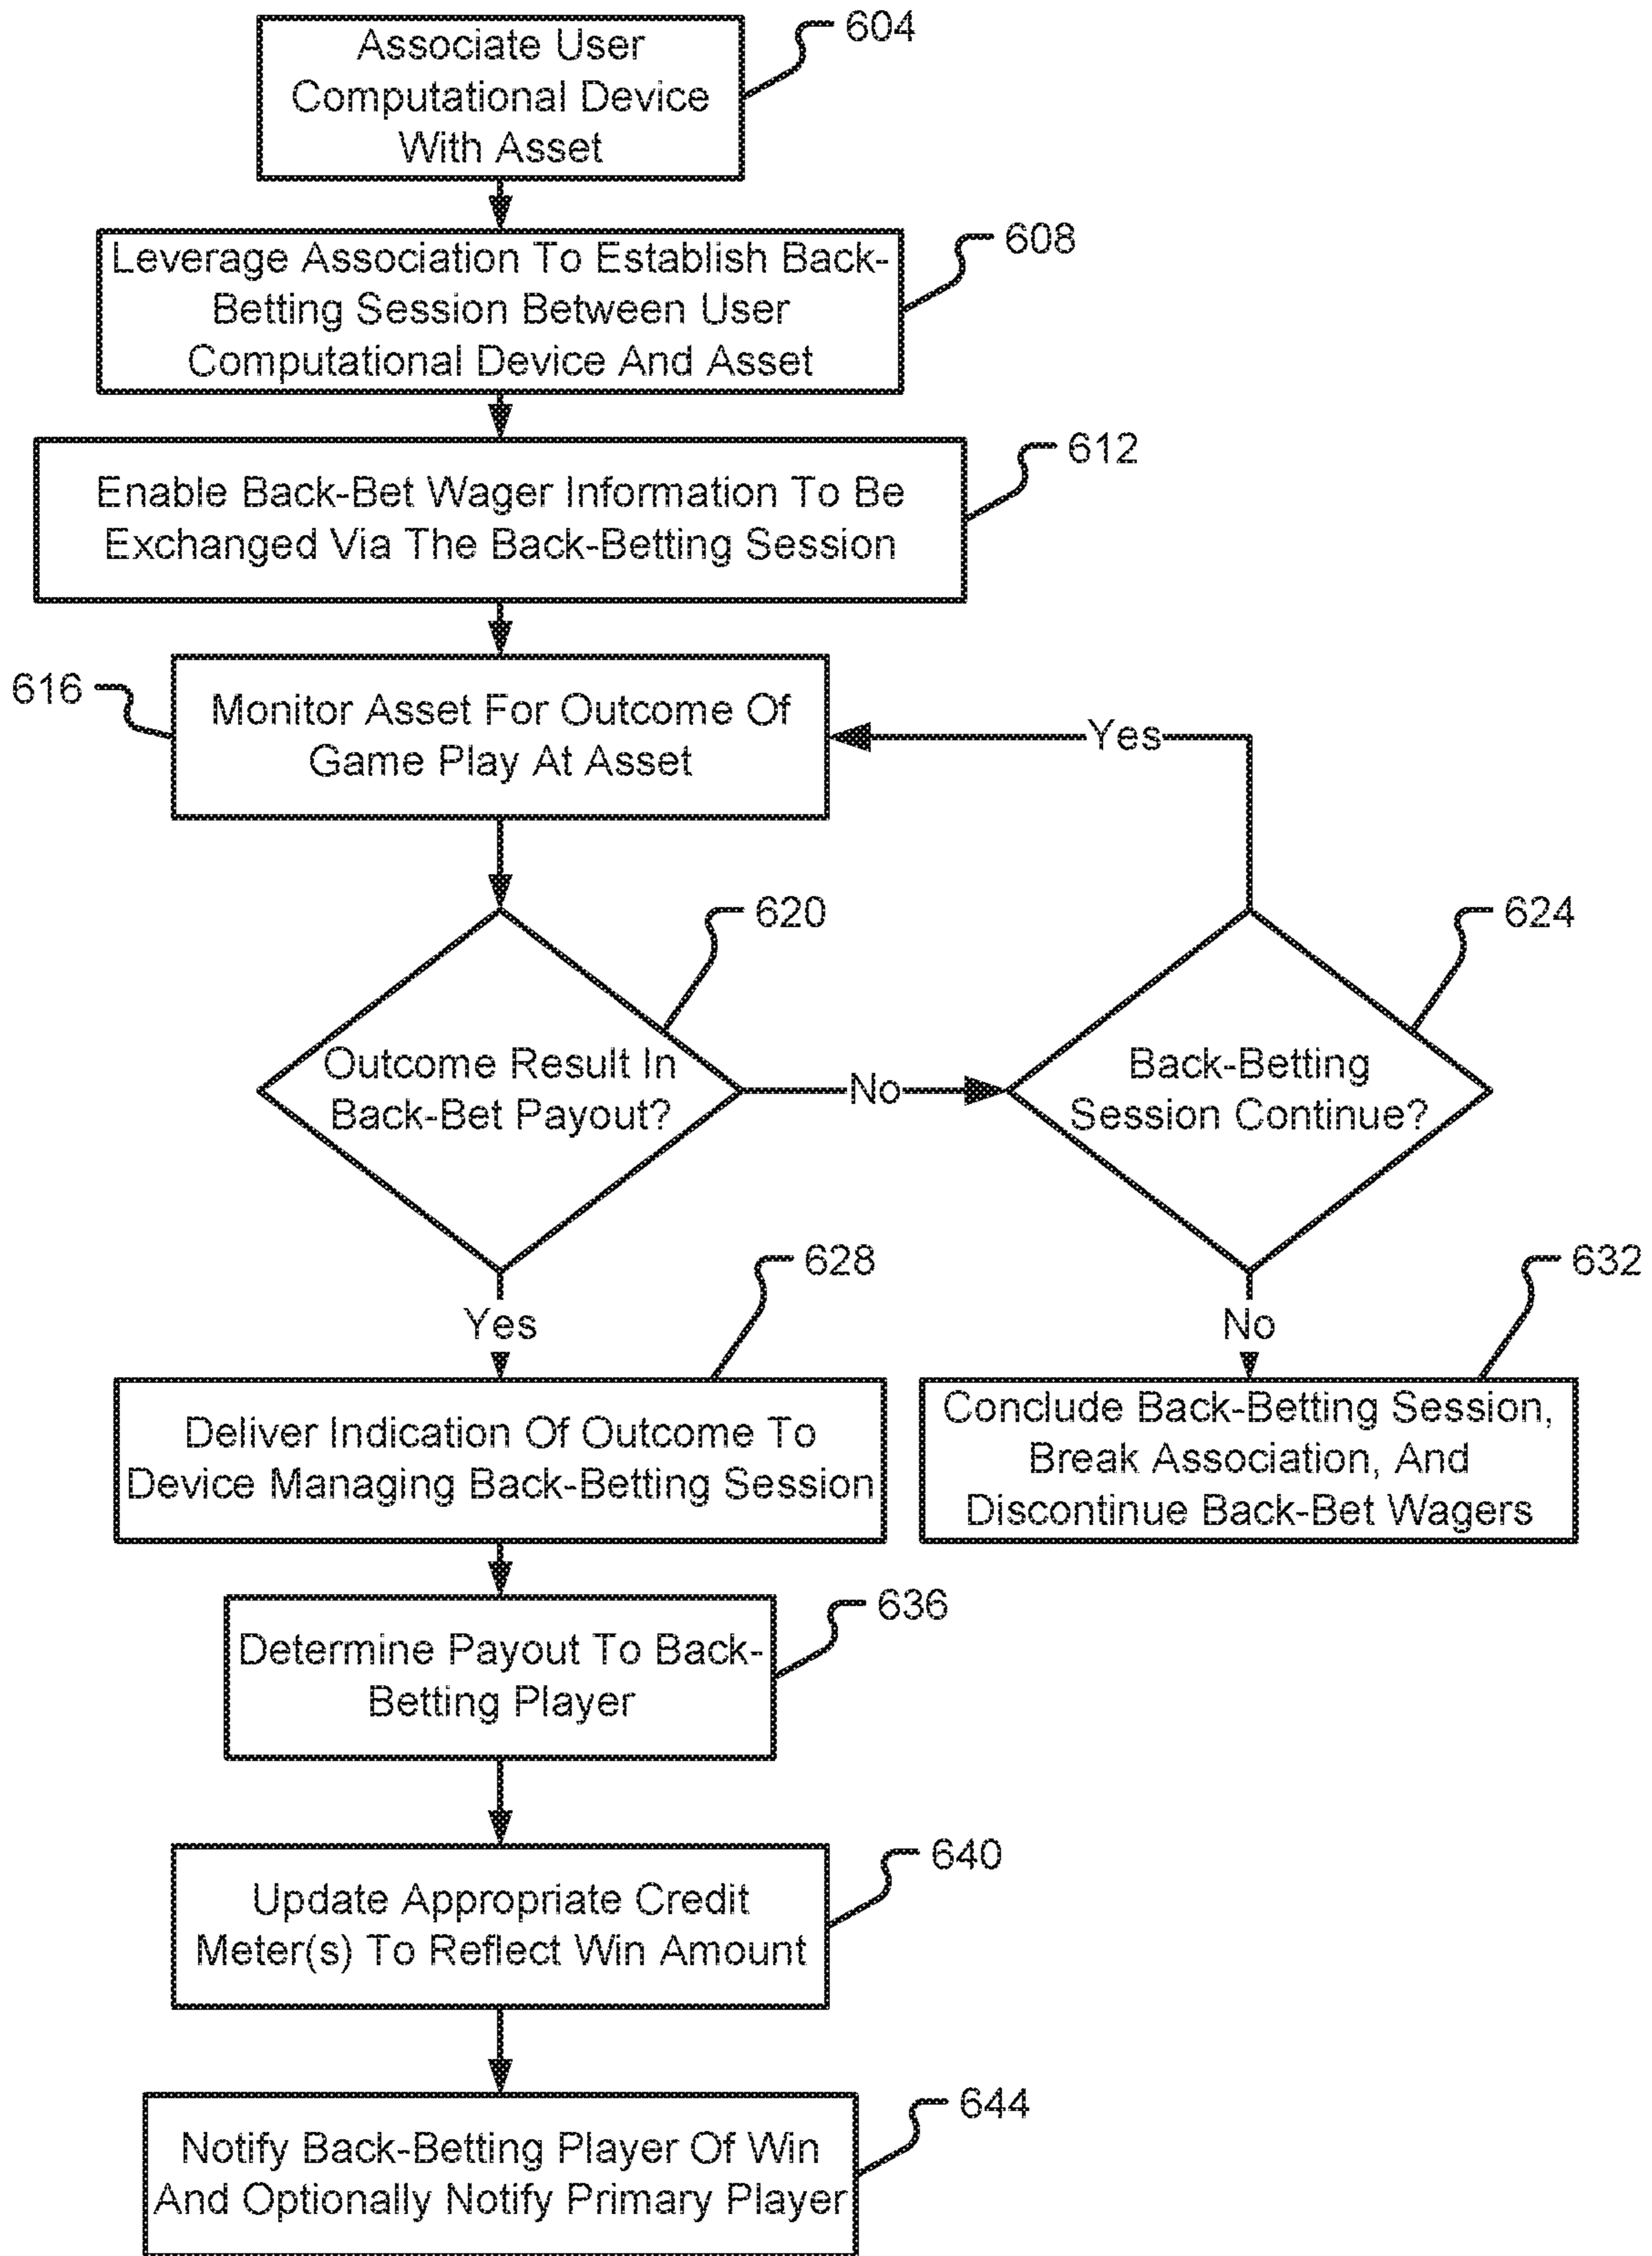 604
Associate User
Computational Device
With Asset
608
Leverage Association To Establish Back-
Betting Session Between User
Computational Device And Asset
612
Enable Back-Bet Wager Information To Be
Exchanged Via The Back-Betting Session
616
Monitor Asset For Outcome Of
Game Play At Asset
Yes
620
624
Outcome Result In
Back-Bet Payout?
No
Back-Betting
Session Continue?
Yes
628
No
632
Deliver Indication Of Outcome To
Device Managing Back-Betting Session
Conclude Back-Betting Session,
Break Association, And
Discontinue Back-Bet Wagers
636
Determine Payout To Back-
Betting Player
640
Update Appropriate Credit
Meter(s) To Reflect Win Amount
644
Notify Back-Betting Player Of Win
And Optionally Notify Primary Player